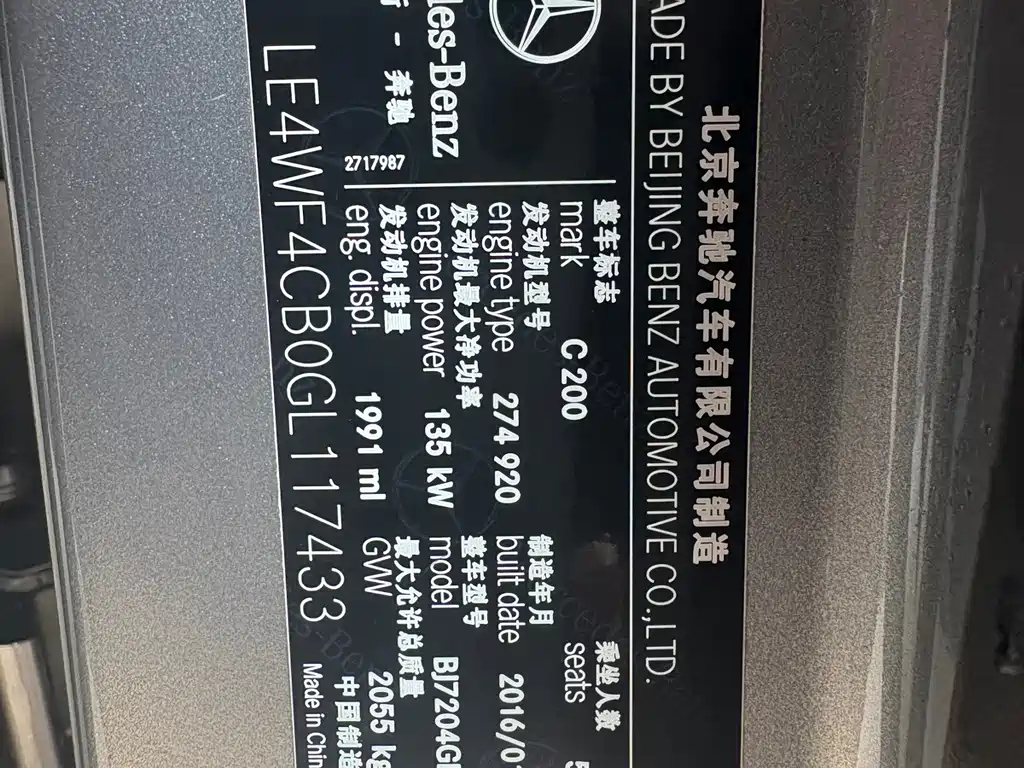 北京奔驰汽车有限公司制造
MADE BY BEIJING BENZ AUTOMOTIVE CO.,LTD.
整车标志
mark C 200
乘坐人数
seats
发动机型号
engine type 274 920
制造年月
built date 2016/0
发动机最大净功率
engine power 135 kW
整车型号
model BJ7204G
发动机排量
eng. displ. 1991 ml
最大允许总质量
GVW 2055 kg
des-Benz
奔驰
2717987
中国制造
Made in China
LE4WF4CB0GL117433